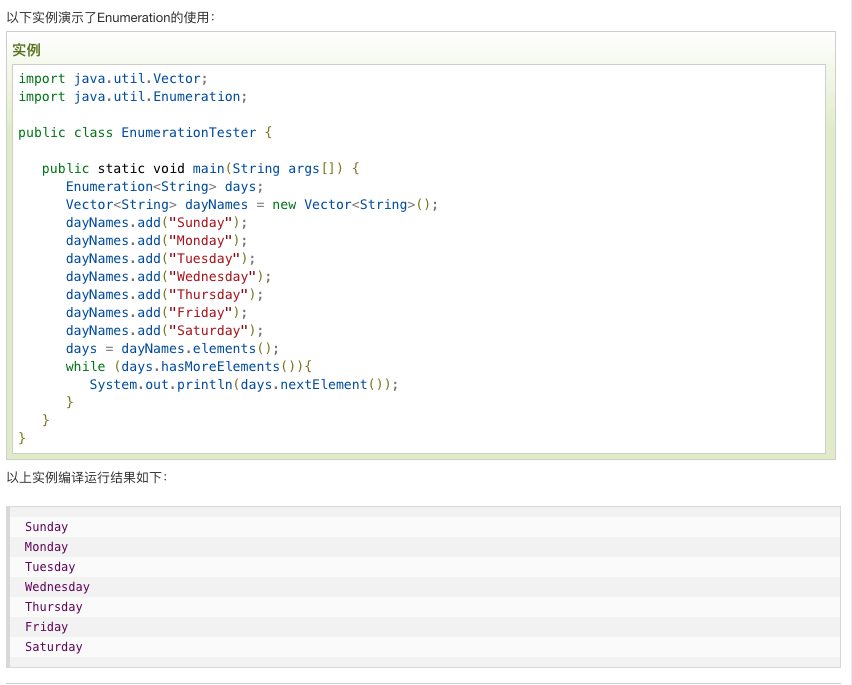 以下实例演示了Enumeration的使用：
实例
import java.util.Vector;
import java.util.Enumeration;
public class EnumerationTester {
public static void main(String args[]) {
Enumeration<String> days;
Vector<String> dayNames = new Vector<String>();
dayNames.add("Sunday");
dayNames.add("Monday");
dayNames.add("Tuesday");
dayNames.add("Wednesday");
dayNames.add("Thursday");
dayNames.add("Friday");
dayNames.add("Saturday");
days = dayNames.elements();
while (days.hasMoreElements()){
System.out.println(days.nextElement());
}
}
}
以上实例编译运行结果如下：
Sunday
Monday
Tuesday
Wednesday
Thursday
Friday
Saturday